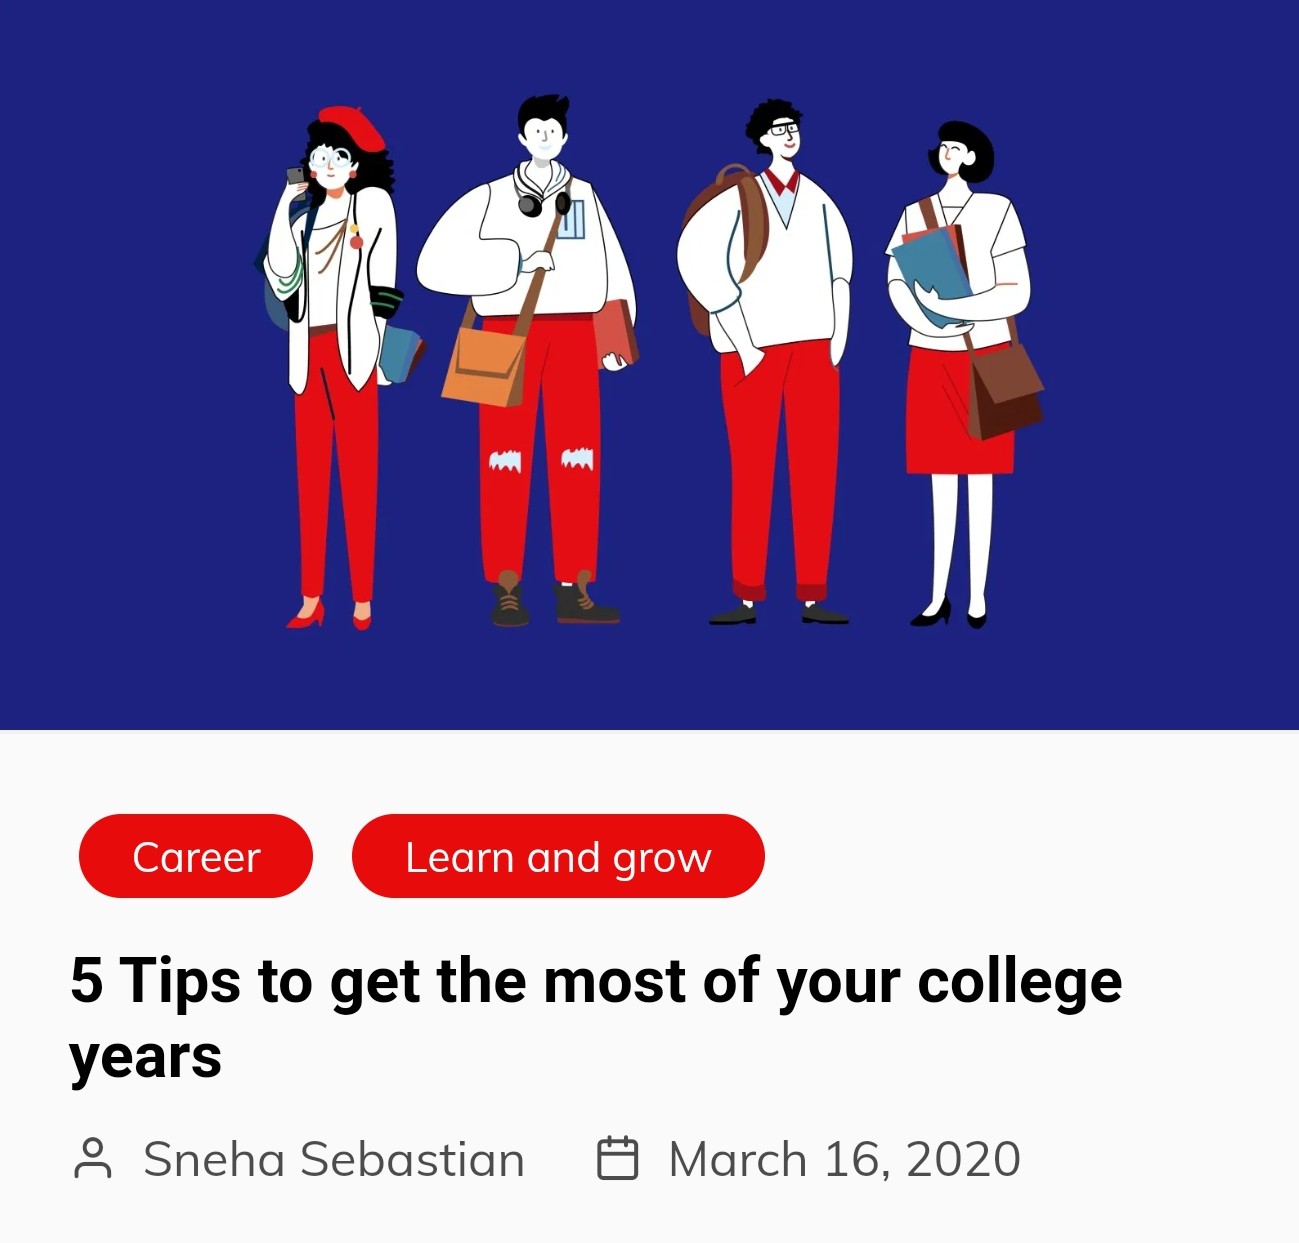 Career
Learn and grow
5 Tips to get the most of your college
years
Sneha Sebastian
March 16, 2020